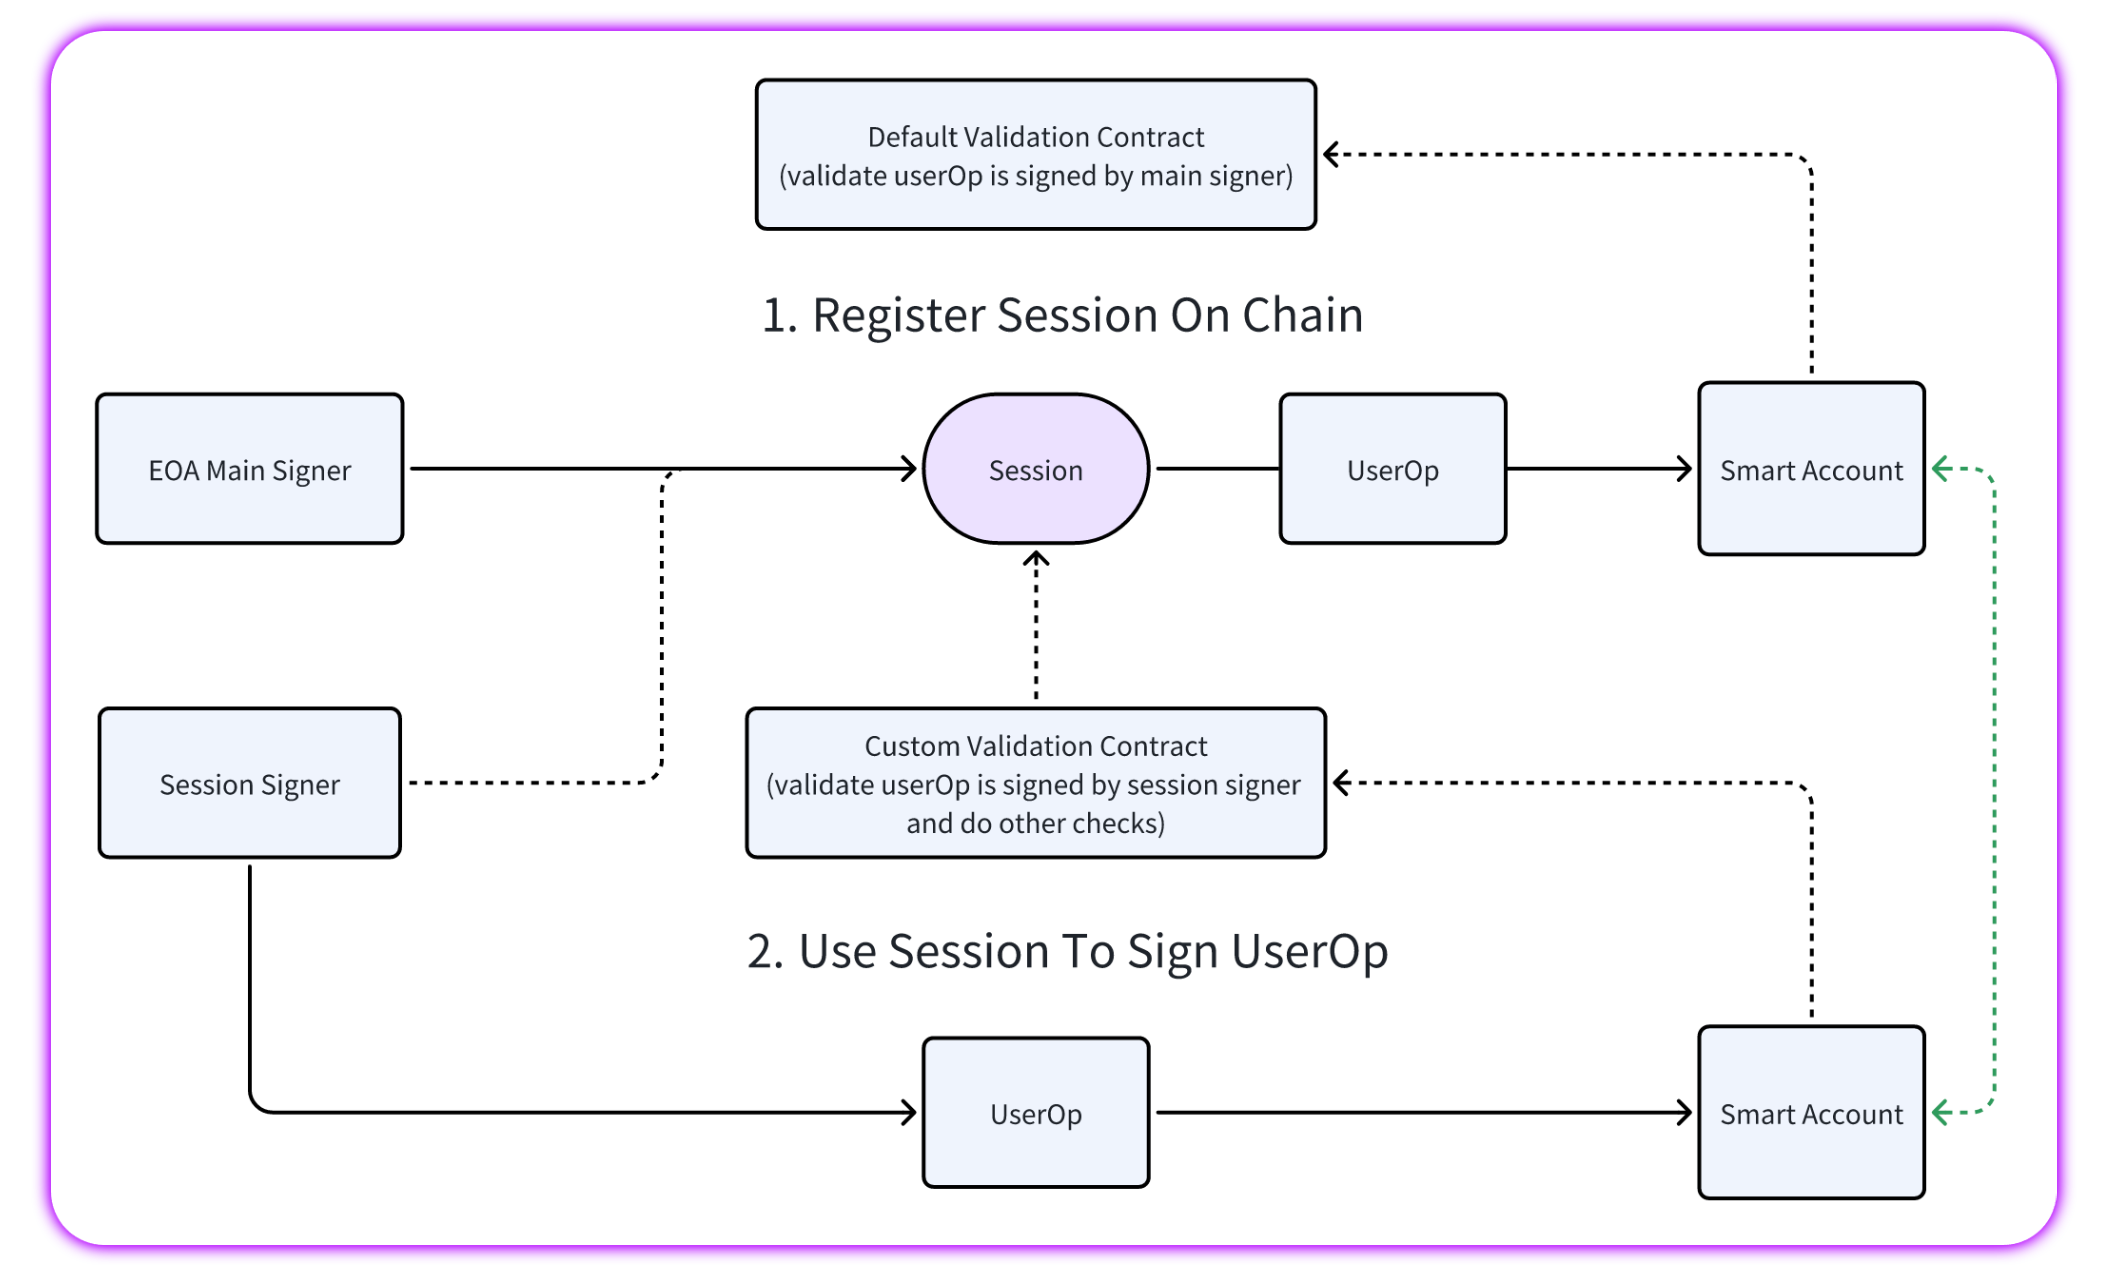 Default Validation Contract
(validate userOp is signed by main signer)
1. Register Session On Chain
EOA Main Signer
Session
UserOp
Smart Account
Session Signer
Custom Validation Contract
(validate userOp is signed by session signer
and do other checks)
2. Use Session To Sign UserOp
UserOp
Smart Account